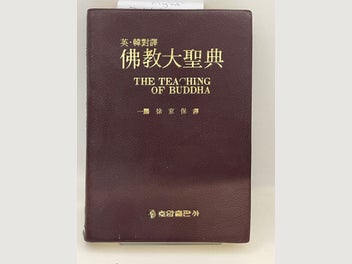 英·韓對譯
佛教大聖典
THE TEACHING
OF BUDDHA
一鵬 徐京保 譯